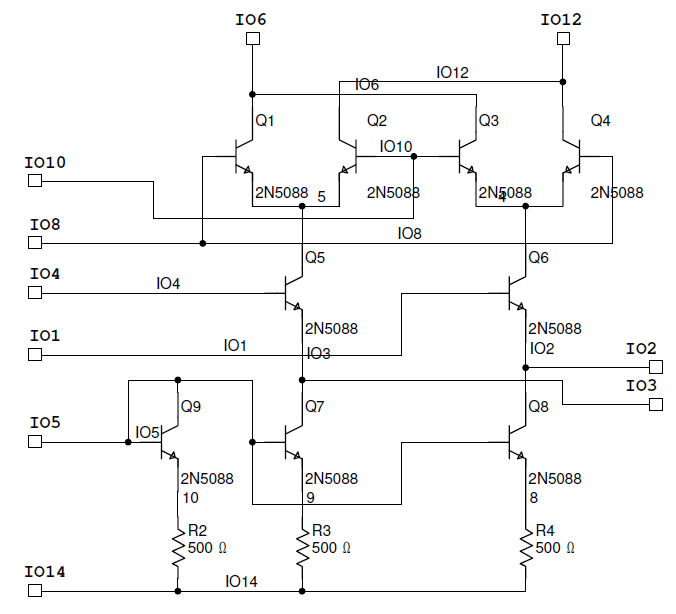 IO6 IO12
IO12
IO6
Q1 Q2 Q3 Q4
IO10
IO10
2N5088 5 2N5088 2N5088 4 2N5088
IO8
IO8
Q5 Q6
IO4
IO4
2N5088 2N5088
IO1
IO1
IO3
IO2
IO2
IO3
Q9 Q7 Q8
IO5
IO5
2N5088 2N5088 2N5088
10 9 8
R2 R3 R4
500 Ω 500 Ω 500 Ω
IO14
IO14